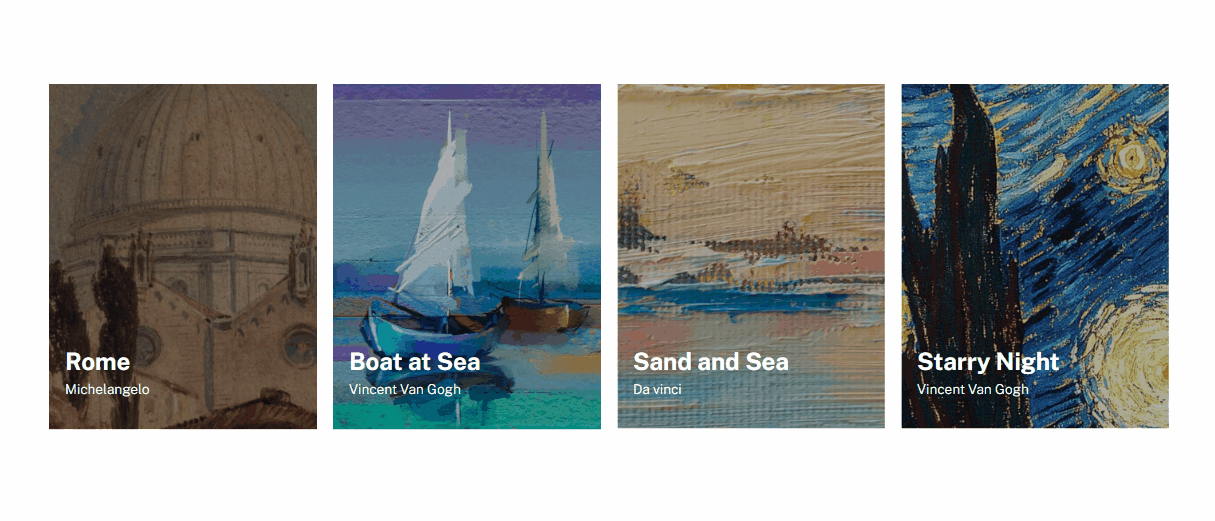 Rome
Michelangelo
Boat at Sea
Vincent Van Gogh
Sand and Sea
Da vinci
Starry Night
Vincent Van Gogh